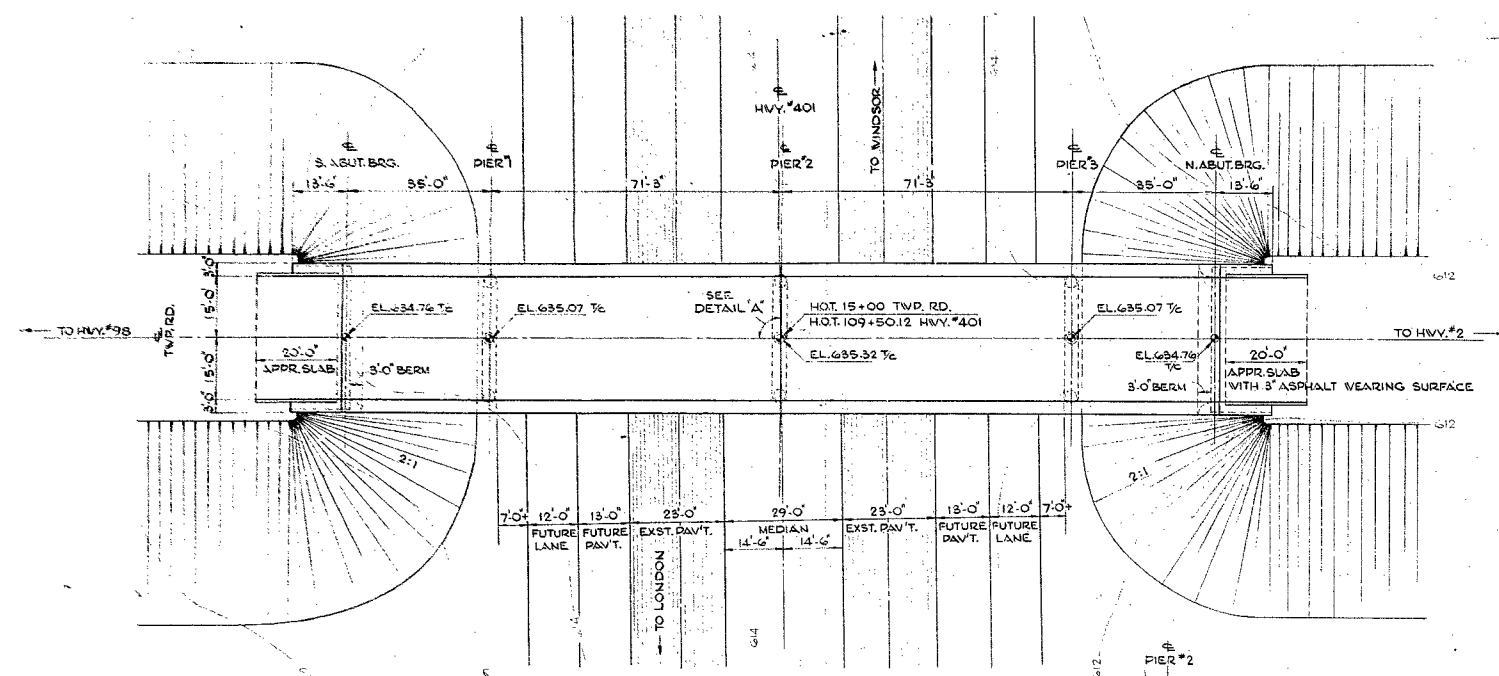 ℄
HWY. #401
℄
S. ABUT. BRG.
℄
PIER #1
℄
PIER #2
TO WINDSOR
℄
PIER #3
℄
N. ABUT. BRG.
13'-6"
35'-0"
71'-3"
71'-3"
35'-0"
13'-6"
614
614
3'-0"
15'-0"
15'-0"
3'-0"
612
EL. 634.76 T/C
EL. 635.07 T/C
SEE
DETAIL "A"
H.O.T. 15+00 TWP. RD.
H.O.T. 109+50.12 HWY. #401
EL. 635.07 T/C
TO HWY. #98
℄
TWP. RD.
TO HWY. #2
EL. 635.32 T/C
EL. 634.76
T/C
20'-0"
APPR. SLAB
3'-0" BERM
3'-0" BERM
20'-0"
APPR. SLAB
WITH 3" ASPHALT WEARING SURFACE
612
2:1
2:1
7'-0"+
12'-0"
13'-0"
23'-0"
29'-0"
23'-0"
13'-0"
12'-0"
7'-0"+
FUTURE
LANE
FUTURE
PAV'T.
EXST. PAV'T.
MEDIAN
EXST. PAV'T.
FUTURE
PAV'T.
FUTURE
LANE
14'-6"
14'-6"
TO LONDON
614
612
℄
PIER #2